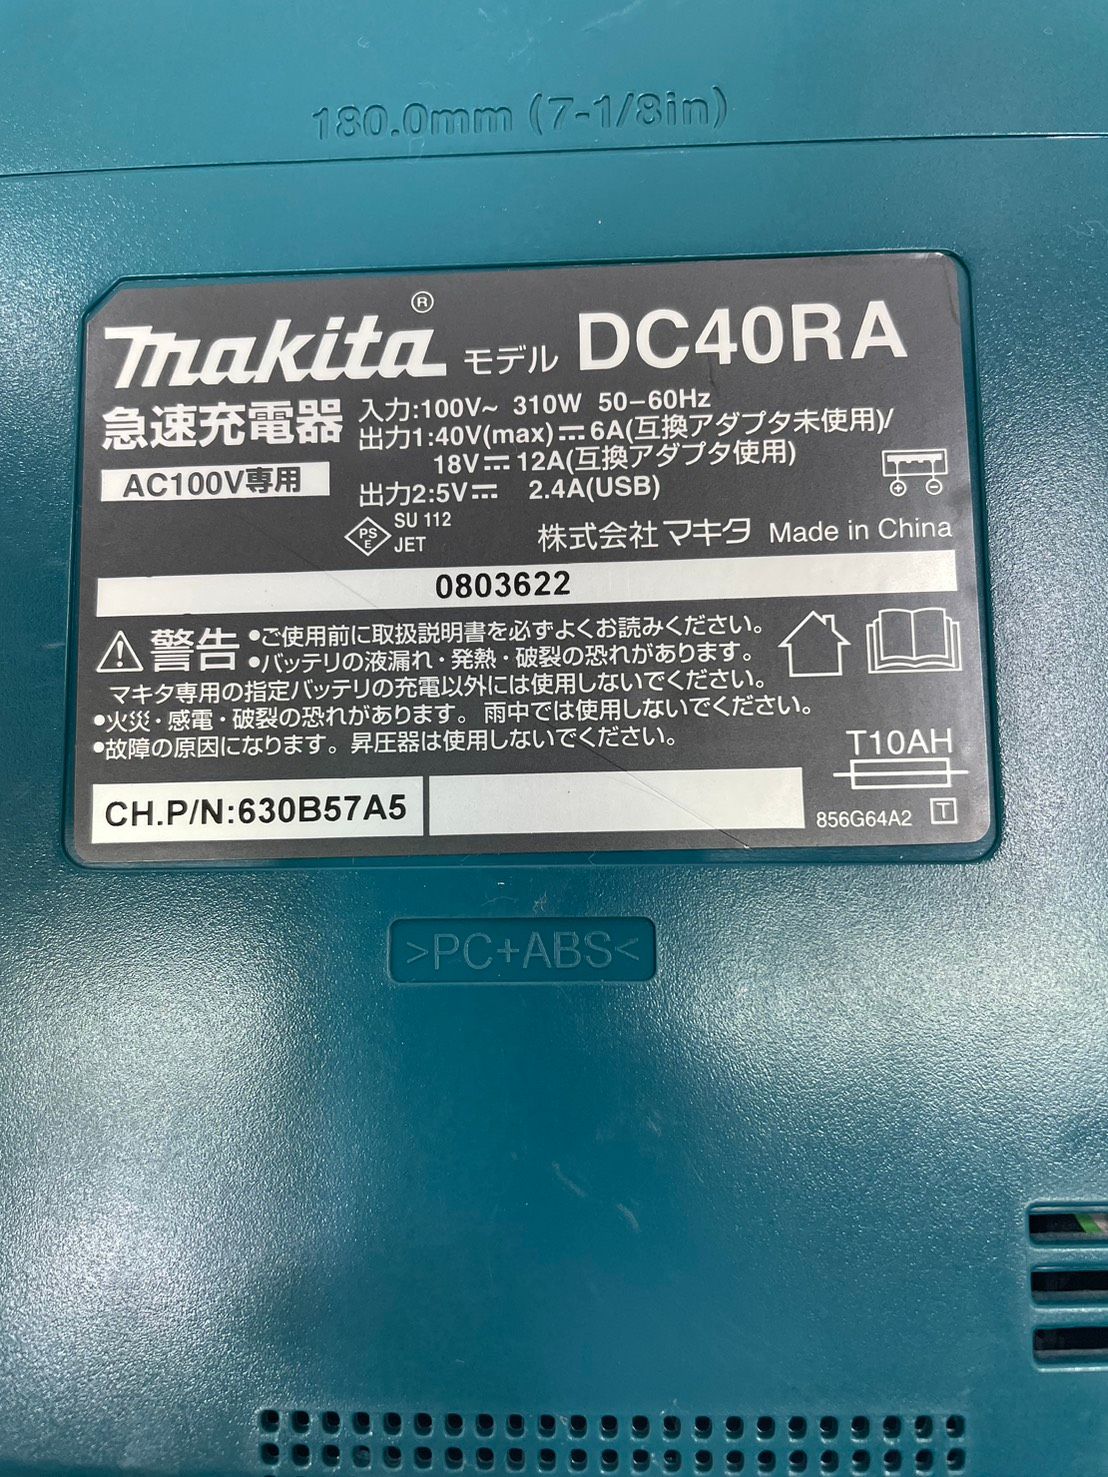 180.0mm (7-1/8in)
makita® モデル DC40RA
急速充電器
AC100V専用
入力:100V~ 310W 50-60Hz
出力1:40V(max)⎓6A(互換アダプタ未使用)/
18V⎓12A(互換アダプタ使用)
出力2:5V⎓ 2.4A(USB)
PS
E
SU 112
JET
株式会社マキタ Made in China
0803622
警告
•ご使用前に取扱説明書を必ずよくお読みください。
•バッテリの液漏れ・発熱・破裂の恐れがあります。
マキタ専用の指定バッテリの充電以外には使用しないでください。
•火災・感電・破裂の恐れがあります。雨中では使用しないでください。
•故障の原因になります。昇圧器は使用しないでください。
T10AH
CH.P/N:630B57A5
856G64A2 T
>PC+ABS<